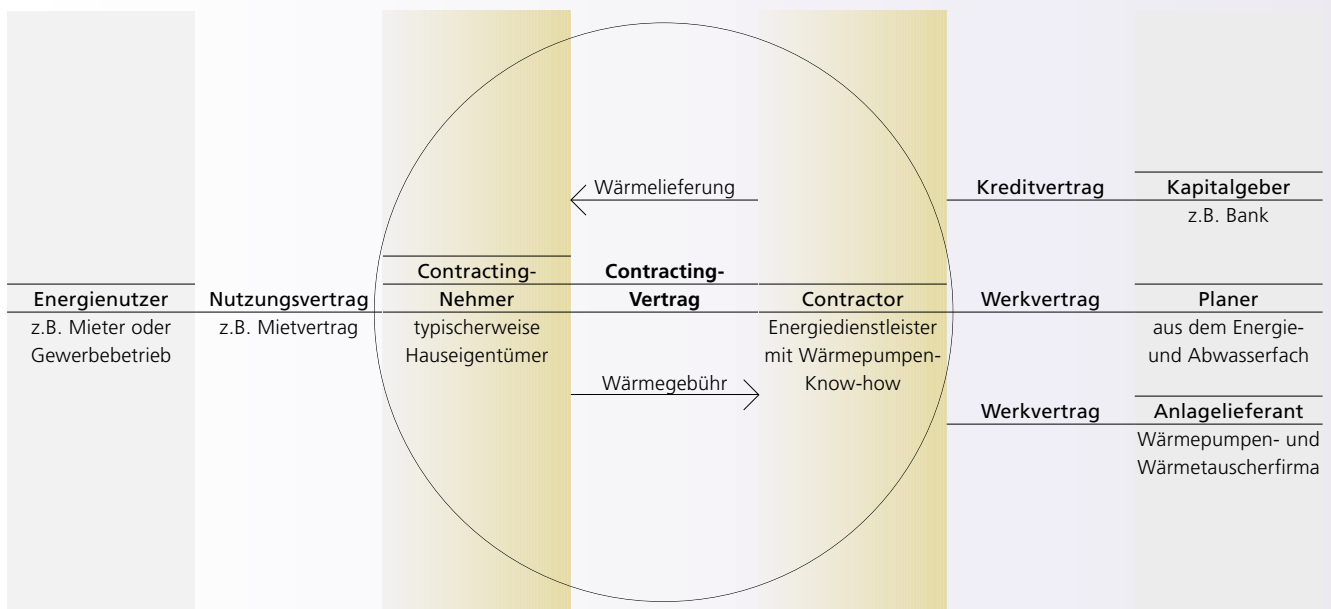 Energienutzer
z.B. Mieter oder
Gewerbebetrieb
Nutzungsvertrag
z.B. Mietvertrag
Contracting-
Nehmer
typischerweise
Hauseigentümer
Wärmelieferung
Contracting-
Vertrag
Wärmegebühr
Contractor
Energiedienstleister
mit Wärmepumpen-
Know-how
Kreditvertrag
Kapitalgeber
z.B. Bank
Werkvertrag
Planer
aus dem Energie-
und Abwasserfach
Werkvertrag
Anlagelieferant
Wärmepumpen- und
Wärmetauscherfirma